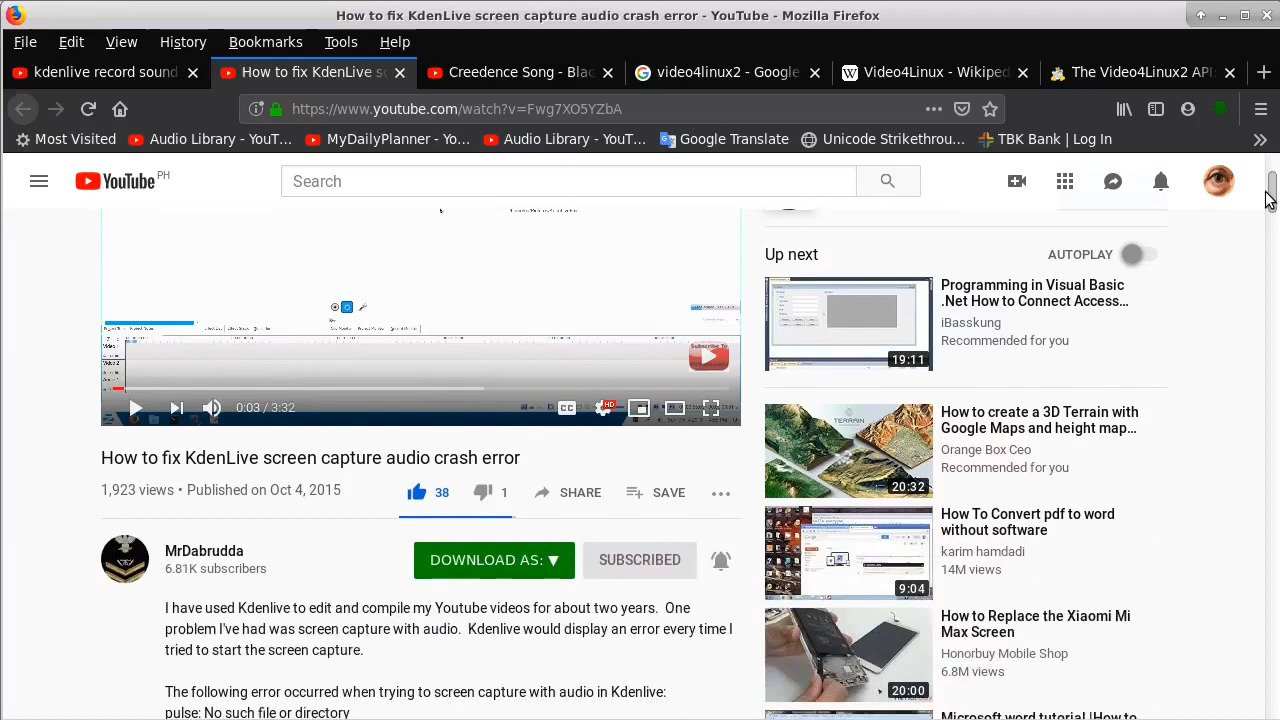 How to fix KdenLive screen capture audio crash error - YouTube - Mozilla Firefox
File Edit View History Bookmarks Tools Help
kdenlive record sound
How to fix KdenLive sc
Creedence Song - Blac
video4linux2 - Google
Video4Linux - Wikiped
The Video4Linux2 API:
https://www.youtube.com/watch?v=Fwg7XO5YZbA
Most Visited
Audio Library - YouT…
MyDailyPlanner - Yo…
Audio Library - YouT…
Google Translate
Unicode Strikethrou…
TBK Bank | Log In
YouTube PH
Search
Subscribe To
0:03 / 3:32
CC
HD
How to fix KdenLive screen capture audio crash error
1,923 views • Published on Oct 4, 2015
38
1
SHARE
SAVE
MrDabrudda
6.81K subscribers
DOWNLOAD AS: ▼
SUBSCRIBED
I have used Kdenlive to edit and compile my Youtube videos for about two years. One
problem I've had was screen capture with audio. Kdenlive would display an error every time I
tried to start the screen capture.
The following error occurred when trying to screen capture with audio in Kdenlive:
pulse: No such file or directory
Up next
AUTOPLAY
Programming in Visual Basic
.Net How to Connect Access…
iBasskung
Recommended for you
19:11
TERRAIN
How to create a 3D Terrain with
Google Maps and height map…
Orange Box Ceo
Recommended for you
20:32
How To Convert pdf to word
without software
karim hamdadi
14M views
9:04
How to Replace the Xiaomi Mi
Max Screen
Honorbuy Mobile Shop
6.8M views
20:00
Microsoft word tutorial |How to